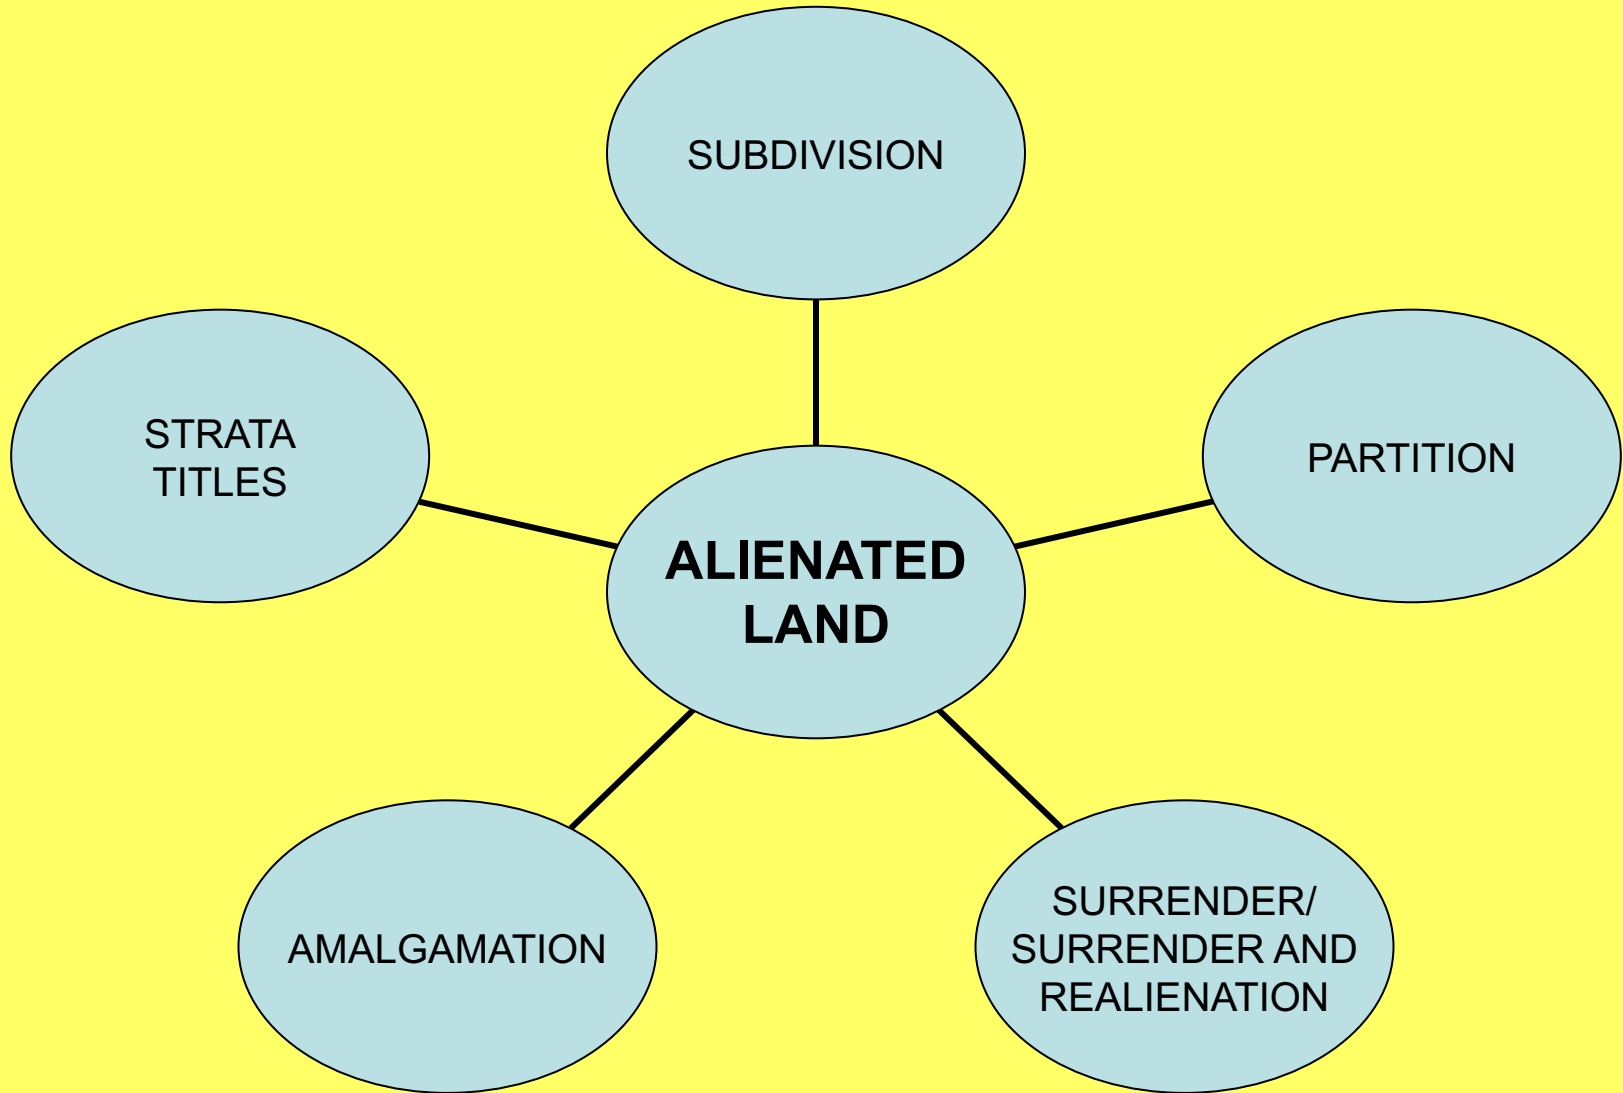 SUBDIVISION
STRATA
TITLES
PARTITION
ALIENATED
LAND
AMALGAMATION
SURRENDER/
SURRENDER AND
REALIENATION